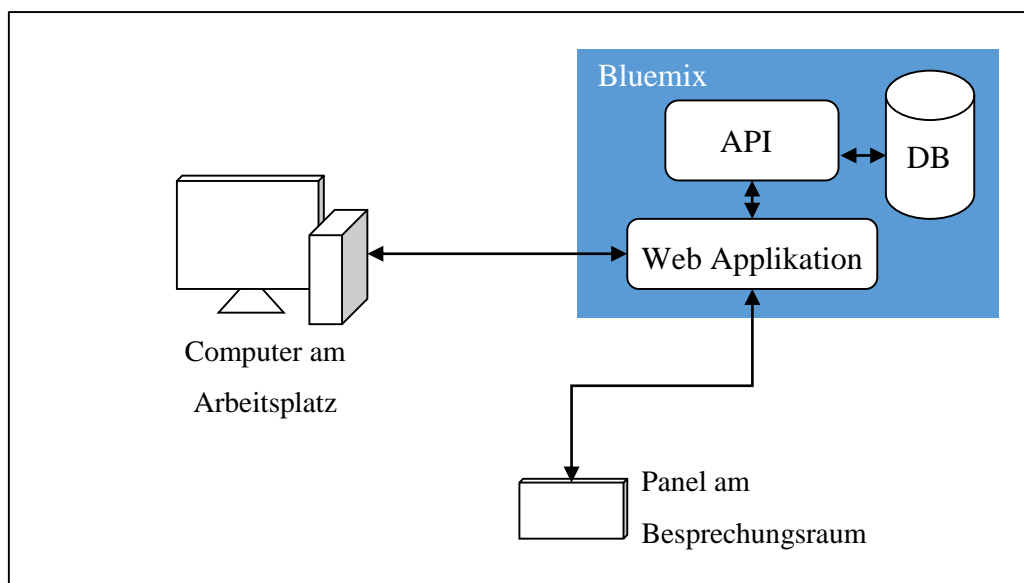 Bluemix
API
DB
Web Applikation
Computer am
Arbeitsplatz
Panel am
Besprechungsraum